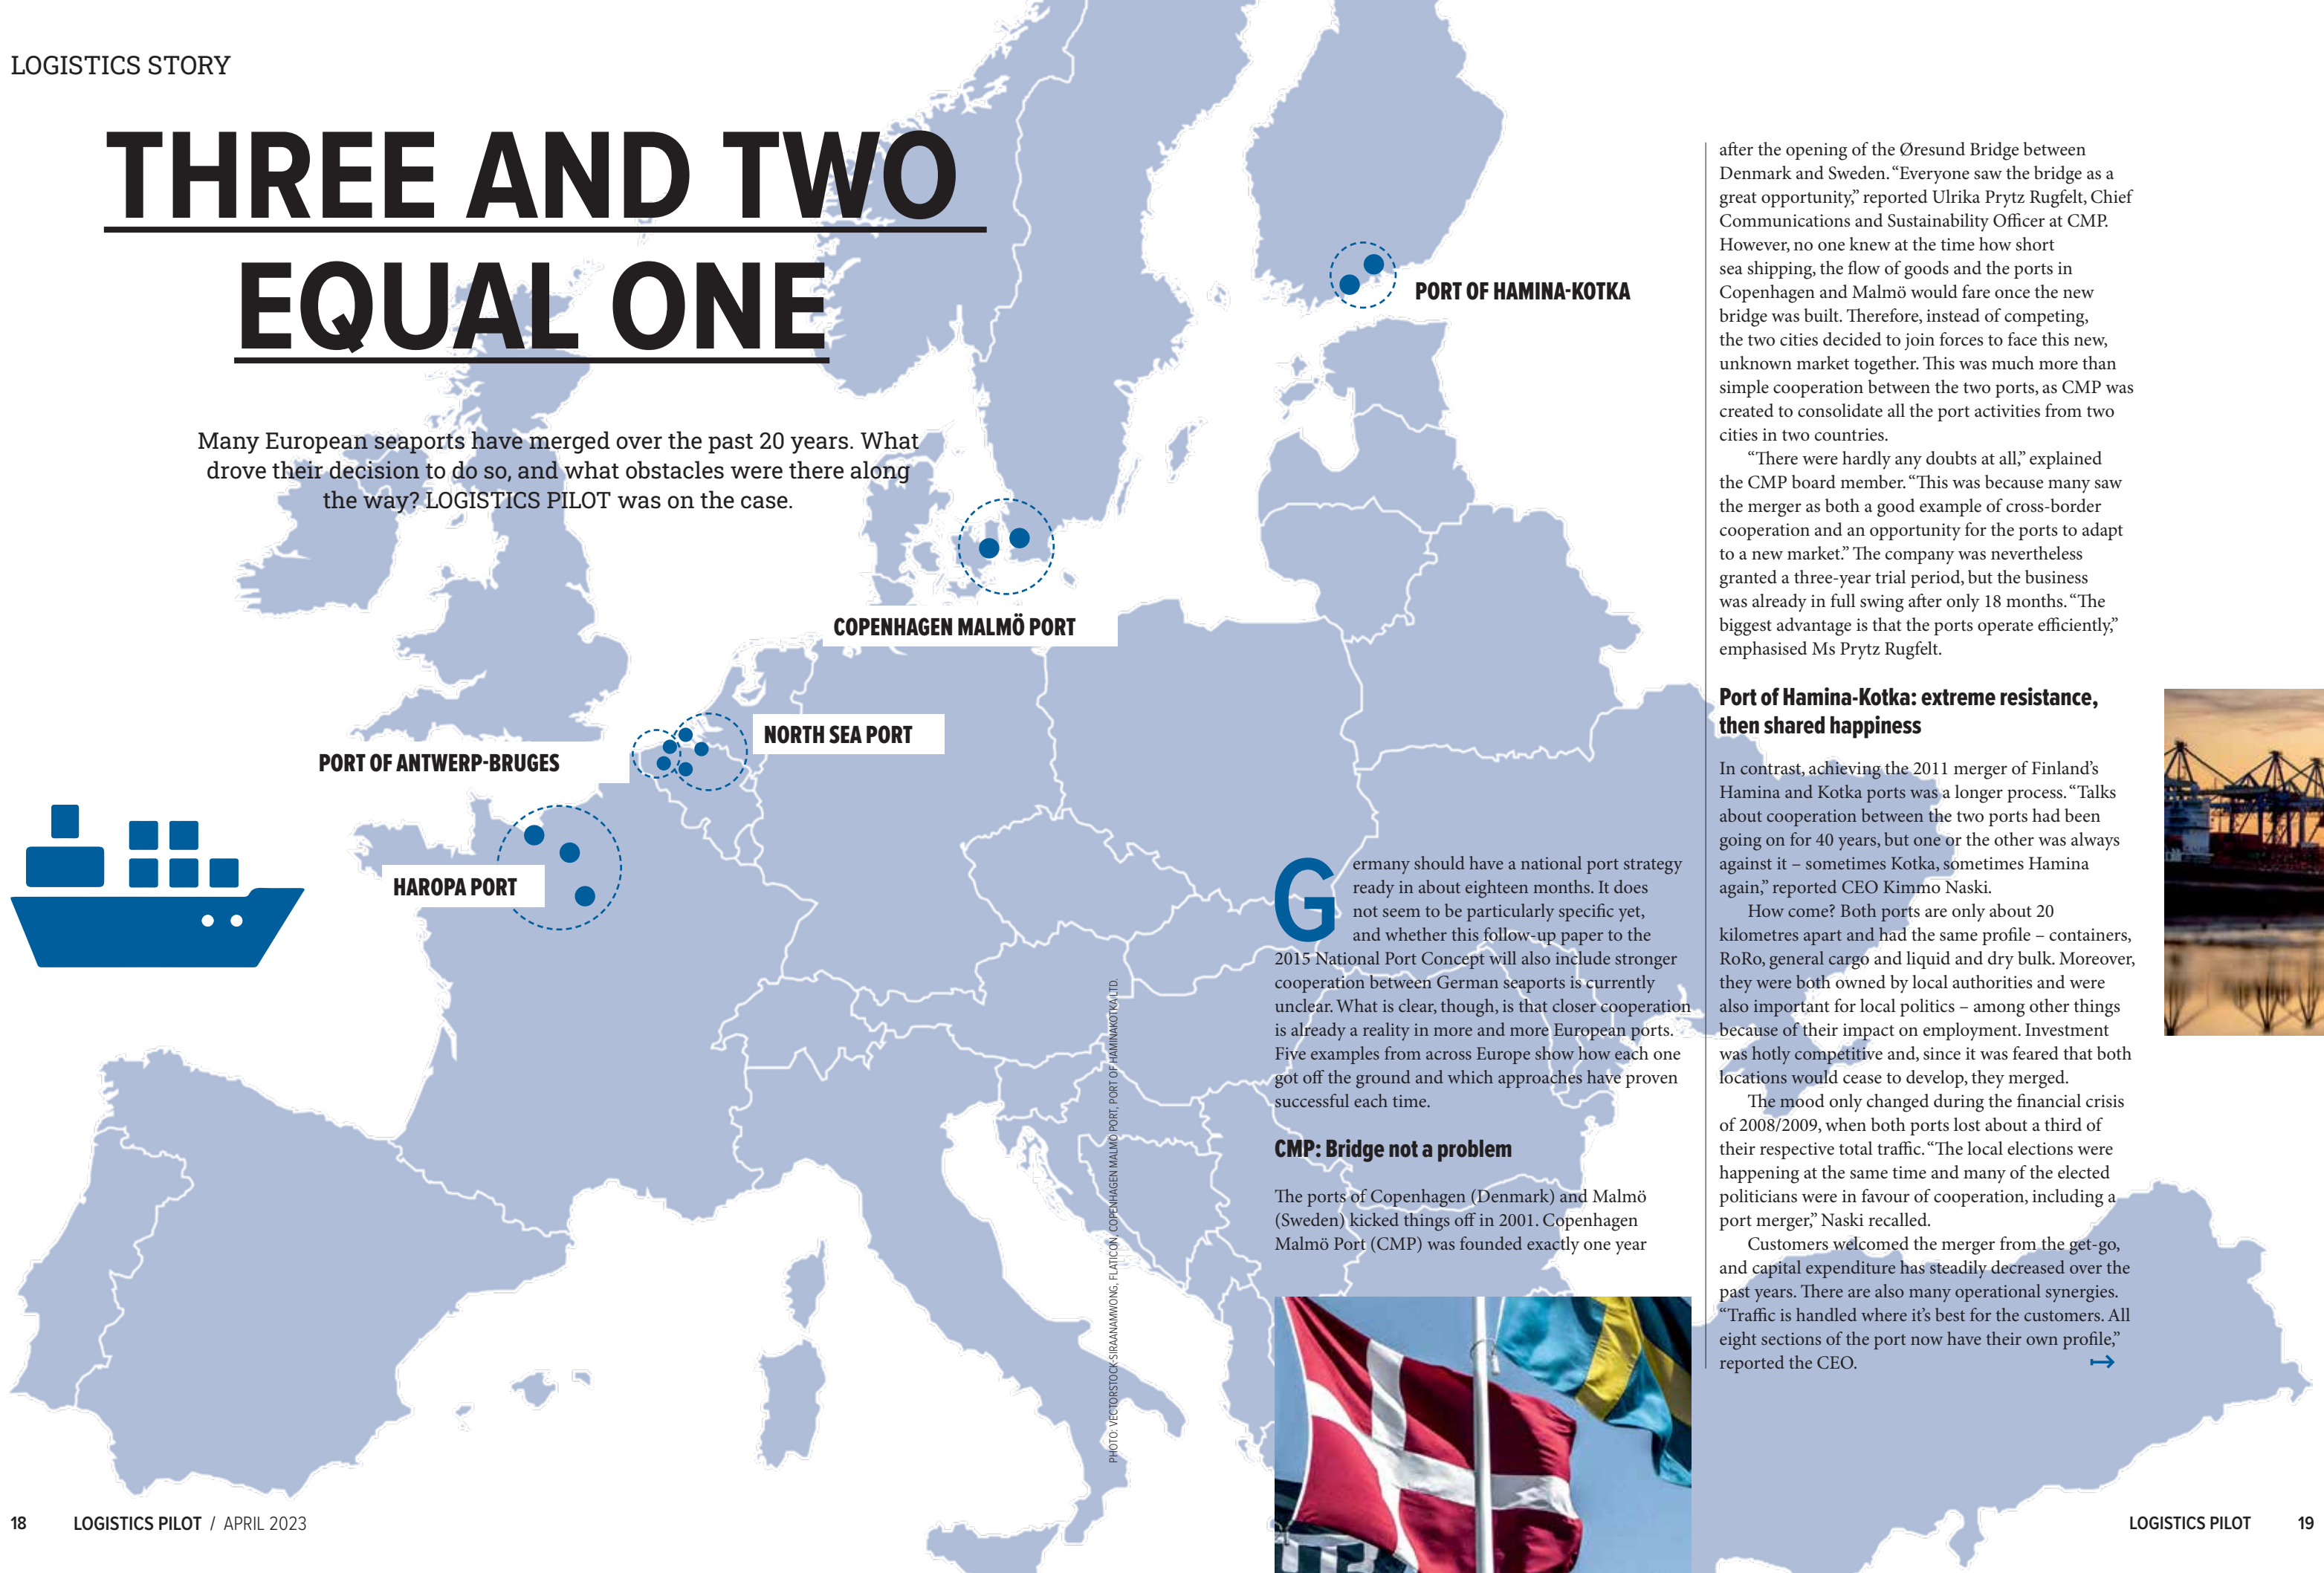 LOGISTICS STORY
THREE AND TWO
EQUAL ONE
Many European seaports have merged over the past 20 years. What
drove their decision to do so, and what obstacles were there along
the way? LOGISTICS PILOT was on the case.
PORT OF HAMINA-KOTKA
COPENHAGEN MALMÖ PORT
NORTH SEA PORT
PORT OF ANTWERP-BRUGES
HAROPA PORT
PHOTO: VECTORSTOCK-SIRAANAMWONG, FLATICON, COPENHAGEN MALMÖ PORT, PORT OF HAMINAKOTKA LTD.
Germany should have a national port strategy
ready in about eighteen months. It does
not seem to be particularly specific yet,
and whether this follow-up paper to the
2015 National Port Concept will also include stronger
cooperation between German seaports is currently
unclear. What is clear, though, is that closer cooperation
is already a reality in more and more European ports.
Five examples from across Europe show how each one
got off the ground and which approaches have proven
successful each time.
CMP: Bridge not a problem
The ports of Copenhagen (Denmark) and Malmö
(Sweden) kicked things off in 2001. Copenhagen
Malmö Port (CMP) was founded exactly one year
after the opening of the Øresund Bridge between
Denmark and Sweden. “Everyone saw the bridge as a
great opportunity,” reported Ulrika Prytz Rugfelt, Chief
Communications and Sustainability Officer at CMP.
However, no one knew at the time how short
sea shipping, the flow of goods and the ports in
Copenhagen and Malmö would fare once the new
bridge was built. Therefore, instead of competing,
the two cities decided to join forces to face this new,
unknown market together. This was much more than
simple cooperation between the two ports, as CMP was
created to consolidate all the port activities from two
cities in two countries.
“There were hardly any doubts at all,” explained
the CMP board member. “This was because many saw
the merger as both a good example of cross-border
cooperation and an opportunity for the ports to adapt
to a new market.” The company was nevertheless
granted a three-year trial period, but the business
was already in full swing after only 18 months. “The
biggest advantage is that the ports operate efficiently,”
emphasised Ms Prytz Rugfelt.
Port of Hamina-Kotka: extreme resistance,
then shared happiness
In contrast, achieving the 2011 merger of Finland’s
Hamina and Kotka ports was a longer process. “Talks
about cooperation between the two ports had been
going on for 40 years, but one or the other was always
against it – sometimes Kotka, sometimes Hamina
again,” reported CEO Kimmo Naski.
How come? Both ports are only about 20
kilometres apart and had the same profile – containers,
RoRo, general cargo and liquid and dry bulk. Moreover,
they were both owned by local authorities and were
also important for local politics – among other things
because of their impact on employment. Investment
was hotly competitive and, since it was feared that both
locations would cease to develop, they merged.
The mood only changed during the financial crisis
of 2008/2009, when both ports lost about a third of
their respective total traffic. “The local elections were
happening at the same time and many of the elected
politicians were in favour of cooperation, including a
port merger,” Naski recalled.
Customers welcomed the merger from the get-go,
and capital expenditure has steadily decreased over the
past years. There are also many operational synergies.
“Traffic is handled where it’s best for the customers. All
eight sections of the port now have their own profile,”
reported the CEO.
18 LOGISTICS PILOT / APRIL 2023
LOGISTICS PILOT 19